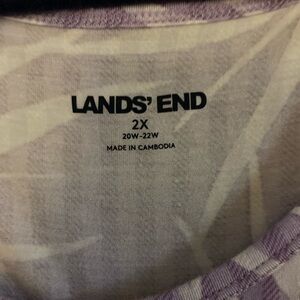 LANDS' END
2X
20W-22W
MADE IN CAMBODIA